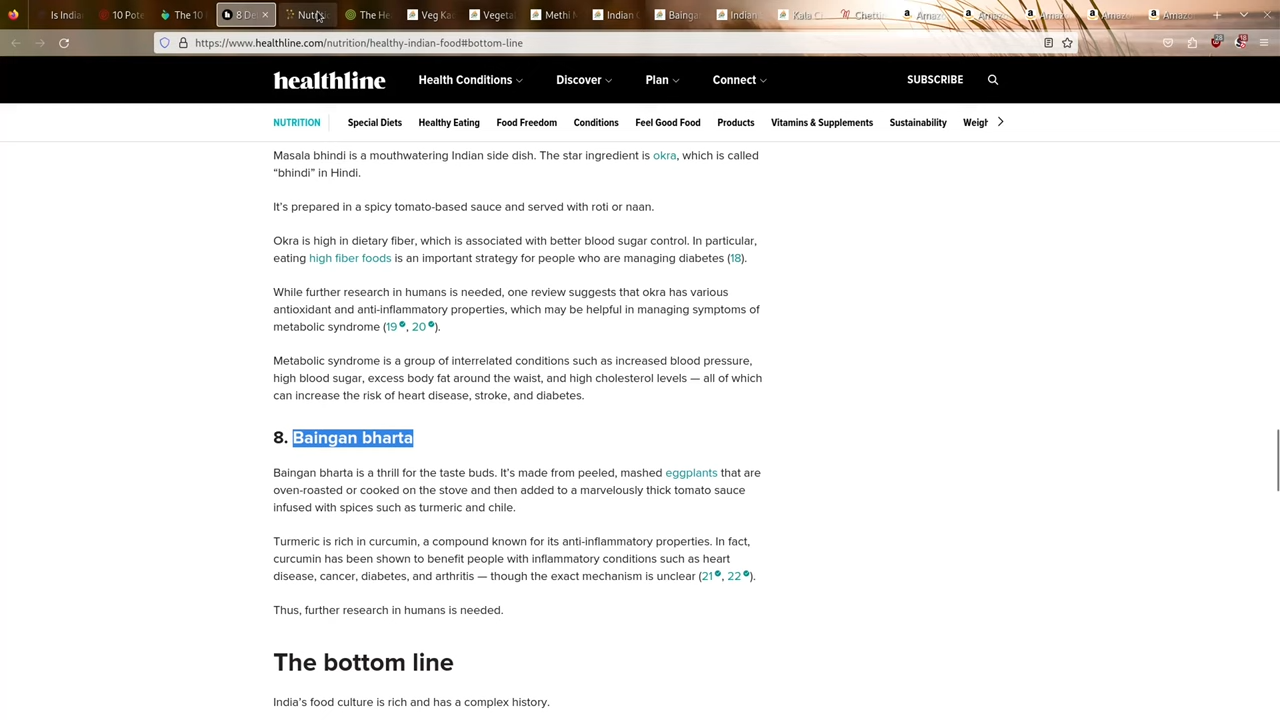 Is India
10 Pote
The 10
8 De
Nutri
The He
Veg Ka
Vegeta
Methi M
Indian C
Bainga
Indian
Kala C
Chetti
Amazo
Amazo
Amazo
Amazo
Amazo
https://www.healthline.com/nutrition/healthy-indian-food#bottom-line
28
18
healthline
Health Conditions
Discover
Plan
Connect
SUBSCRIBE
NUTRITION
Special Diets
Healthy Eating
Food Freedom
Conditions
Feel Good Food
Products
Vitamins & Supplements
Sustainability
Weigh
Masala bhindi is a mouthwatering Indian side dish. The star ingredient is okra, which is called
“bhindi” in Hindi.
It’s prepared in a spicy tomato-based sauce and served with roti or naan.
Okra is high in dietary fiber, which is associated with better blood sugar control. In particular,
eating high fiber foods is an important strategy for people who are managing diabetes (18).
While further research in humans is needed, one review suggests that okra has various
antioxidant and anti-inflammatory properties, which may be helpful in managing symptoms of
metabolic syndrome (19, 20).
Metabolic syndrome is a group of interrelated conditions such as increased blood pressure,
high blood sugar, excess body fat around the waist, and high cholesterol levels — all of which
can increase the risk of heart disease, stroke, and diabetes.
8. Baingan bharta
Baingan bharta is a thrill for the taste buds. It’s made from peeled, mashed eggplants that are
oven-roasted or cooked on the stove and then added to a marvelously thick tomato sauce
infused with spices such as turmeric and chile.
Turmeric is rich in curcumin, a compound known for its anti-inflammatory properties. In fact,
curcumin has been shown to benefit people with inflammatory conditions such as heart
disease, cancer, diabetes, and arthritis — though the exact mechanism is unclear (21, 22).
Thus, further research in humans is needed.
The bottom line
India’s food culture is rich and has a complex history.